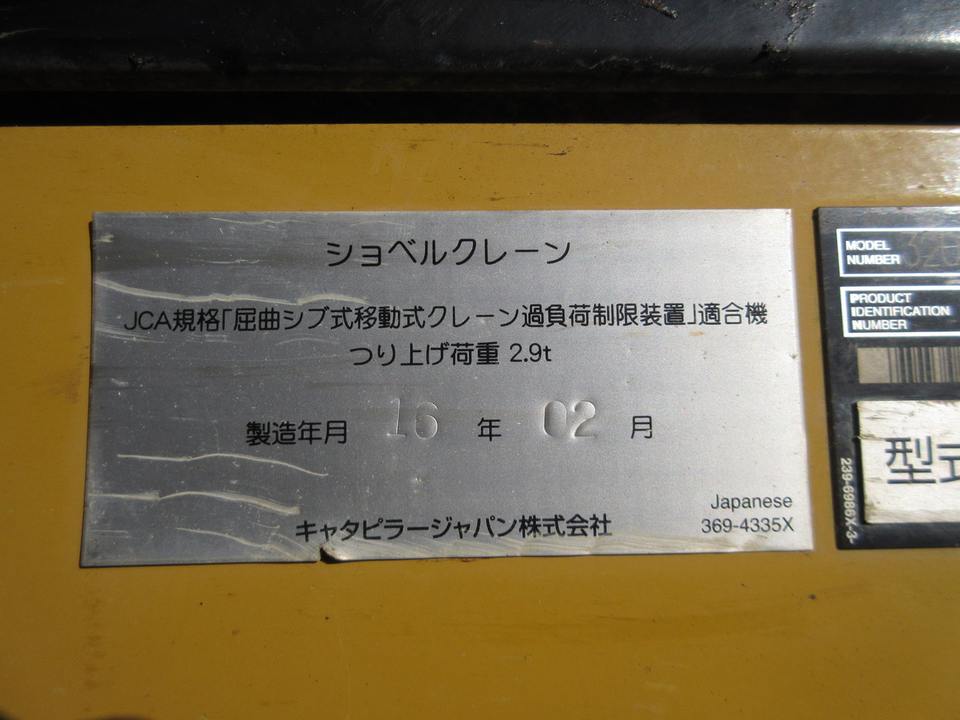 ショベルクレーン
JCA規格「屈曲ジブ式移動式クレーン過負荷制限装置」適合機
つり上げ荷重 2.9t
製造年月 16 年 02 月
キャタピラージャパン株式会社
Japanese
369-4335X
MODEL
NUMBER
PRODUCT
IDENTIFICATION
NUMBER
239-6986X-3
型式